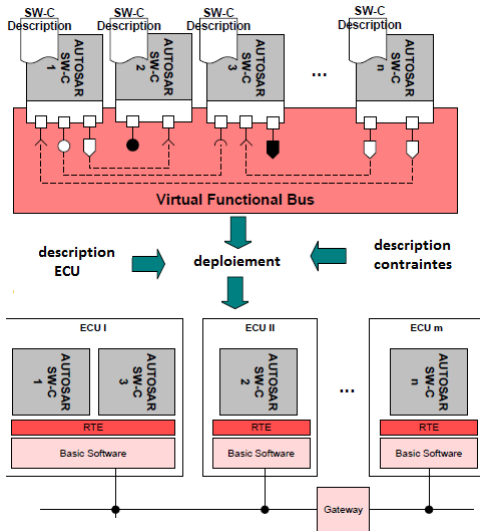 SW-C
Description
SW-C
Description
SW-C
Description
SW-C
Description
AUTOSAR
SW-C
1
AUTOSAR
SW-C
2
AUTOSAR
SW-C
3
...
AUTOSAR
SW-C
n
Virtual Functional Bus
description
ECU
deploiement
description
contraintes
ECU I
ECU II
ECU m
AUTOSAR
SW-C
1
AUTOSAR
SW-C
3
AUTOSAR
SW-C
2
...
AUTOSAR
SW-C
n
RTE
RTE
RTE
Basic Software
Basic Software
Basic Software
Gateway